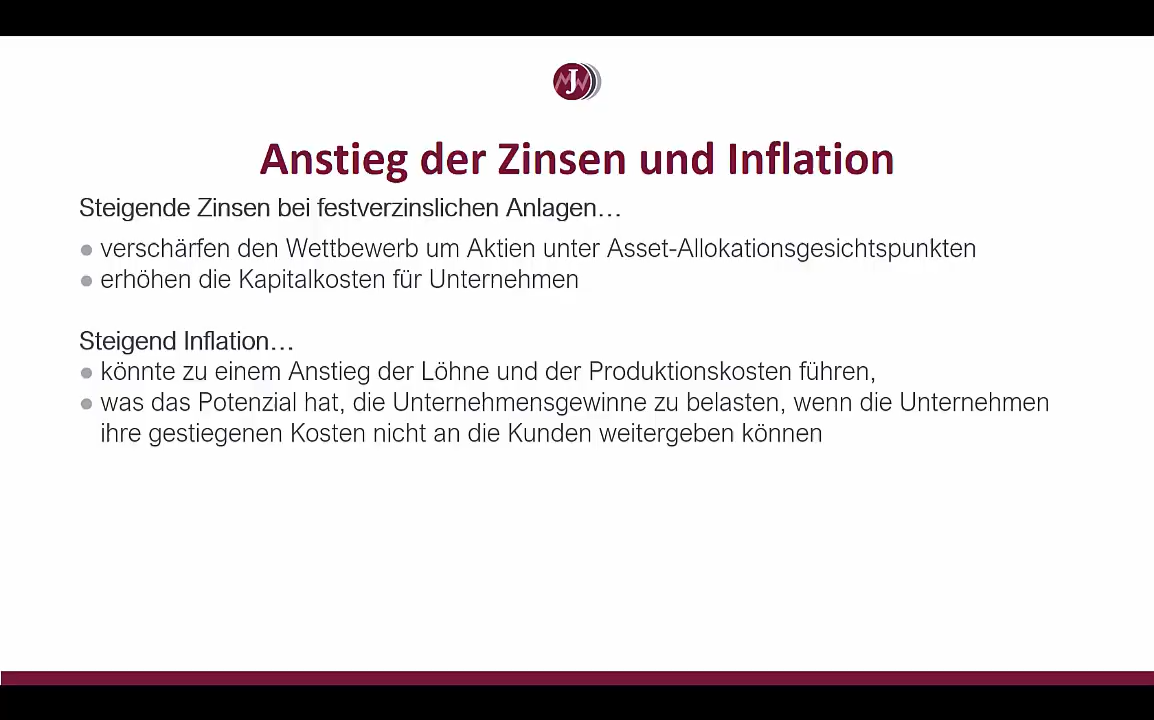 J
Anstieg der Zinsen und Inflation
Steigende Zinsen bei festverzinslichen Anlagen…
● verschärfen den Wettbewerb um Aktien unter Asset-Allokationsgesichtspunkten
● erhöhen die Kapitalkosten für Unternehmen
Steigend Inflation…
● könnte zu einem Anstieg der Löhne und der Produktionskosten führen,
● was das Potenzial hat, die Unternehmensgewinne zu belasten, wenn die Unternehmen
ihre gestiegenen Kosten nicht an die Kunden weitergeben können